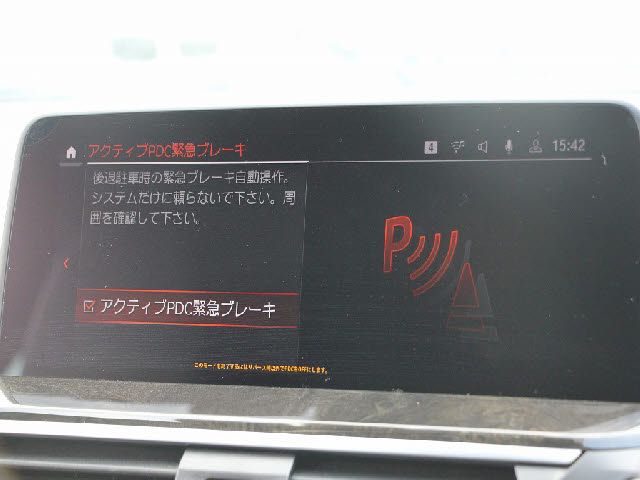 アクティブPDC緊急ブレーキ
4
15:42
後退駐車時の緊急ブレーキ自動操作。
システムだけに頼らないで下さい。周
囲を確認して下さい。
P
アクティブPDC緊急ブレーキ